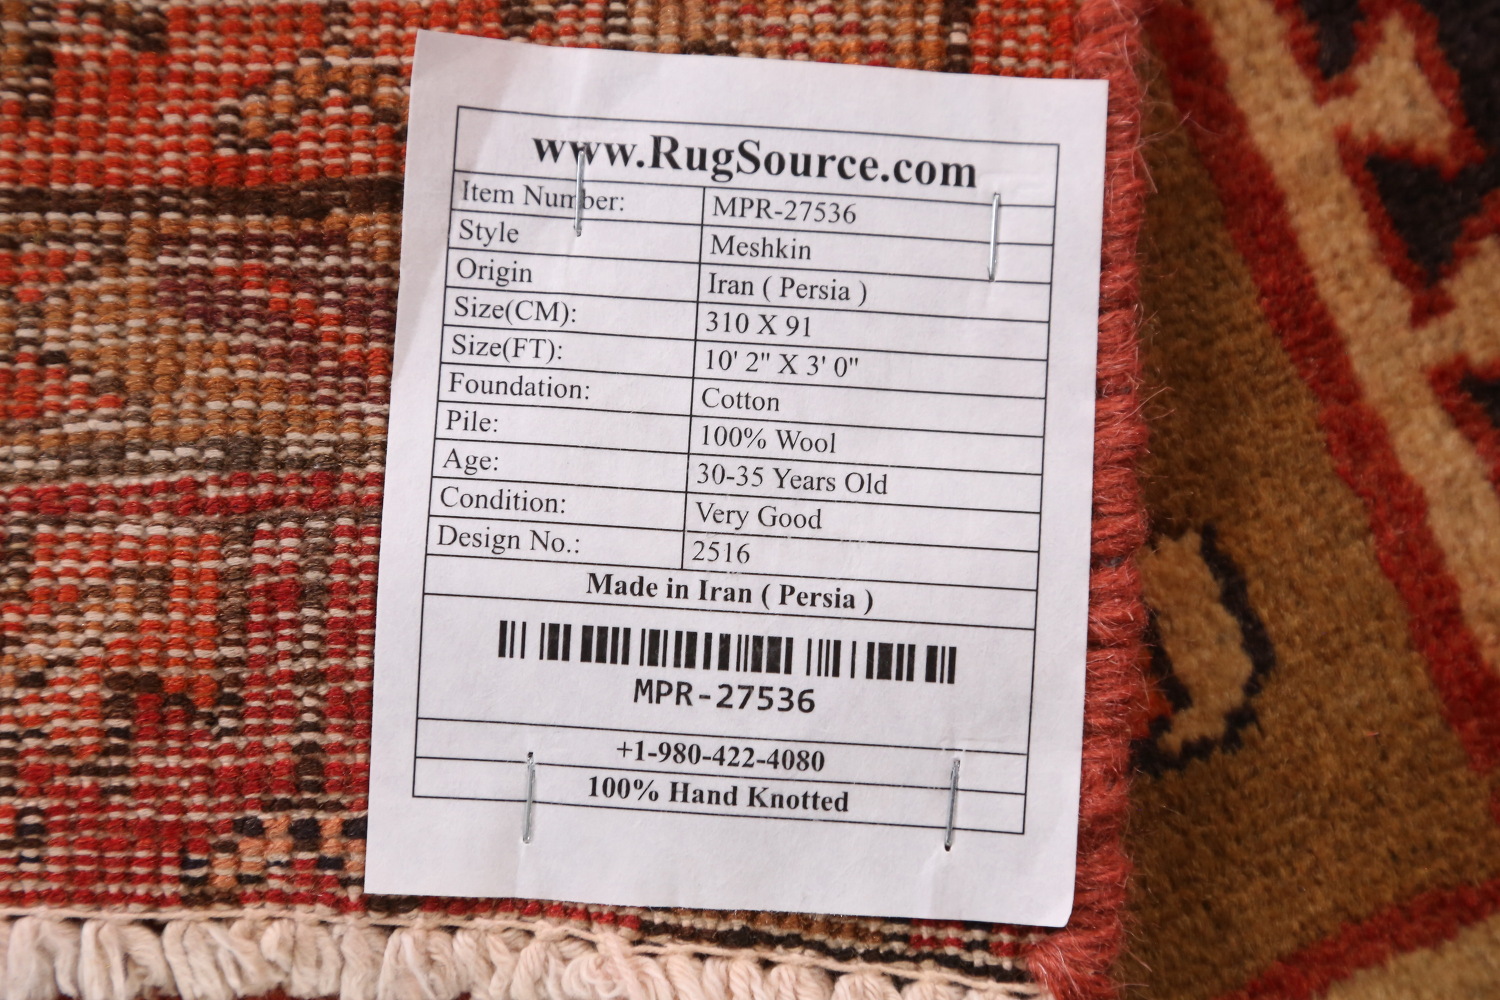 www.RugSource.com
Item Number: MPR-27536
Style Meshkin
Origin Iran ( Persia )
Size(CM): 310 X 91
Size(FT): 10' 2" X 3' 0"
Foundation: Cotton
Pile: 100% Wool
Age: 30-35 Years Old
Condition: Very Good
Design No.: 2516
Made in Iran ( Persia )
MPR-27536
+1-980-422-4080
100% Hand Knotted